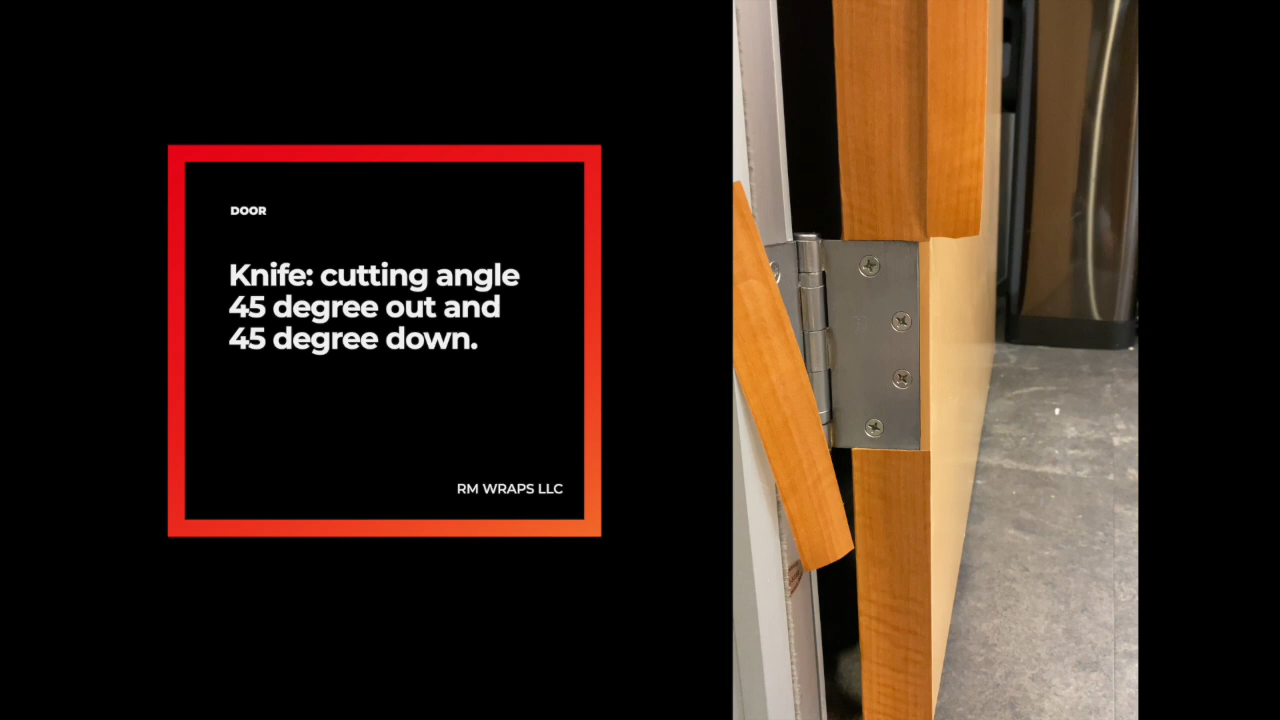 DOOR
Knife: cutting angle
45 degree out and
45 degree down.
RM WRAPS LLC